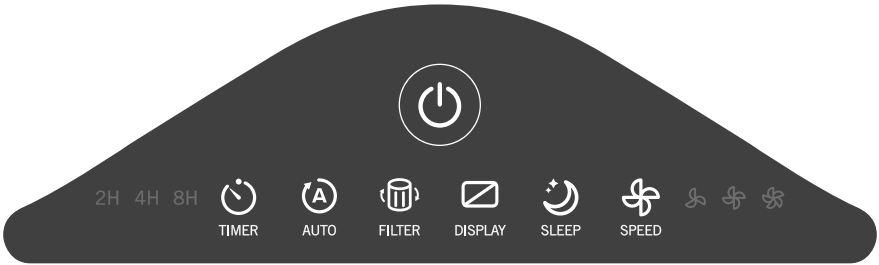 2H 4H 8H
A
TIMER AUTO FILTER DISPLAY SLEEP SPEED